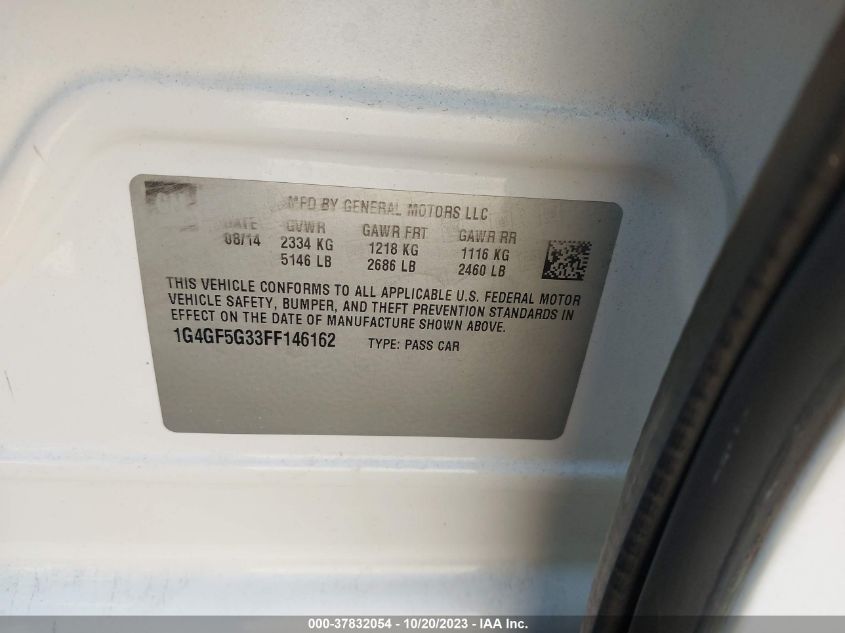 GM
MFD BY GENERAL MOTORS LLC
DATE GVWR GAWR FRT GAWR RR
08/14 2334 KG 1218 KG 1116 KG
5146 LB 2686 LB 2460 LB
THIS VEHICLE CONFORMS TO ALL APPLICABLE U.S. FEDERAL MOTOR
VEHICLE SAFETY, BUMPER, AND THEFT PREVENTION STANDARDS IN
EFFECT ON THE DATE OF MANUFACTURE SHOWN ABOVE.
1G4GF5G33FF146162 TYPE: PASS CAR
000-37832054 - 10/20/2023 - © IAA Inc.